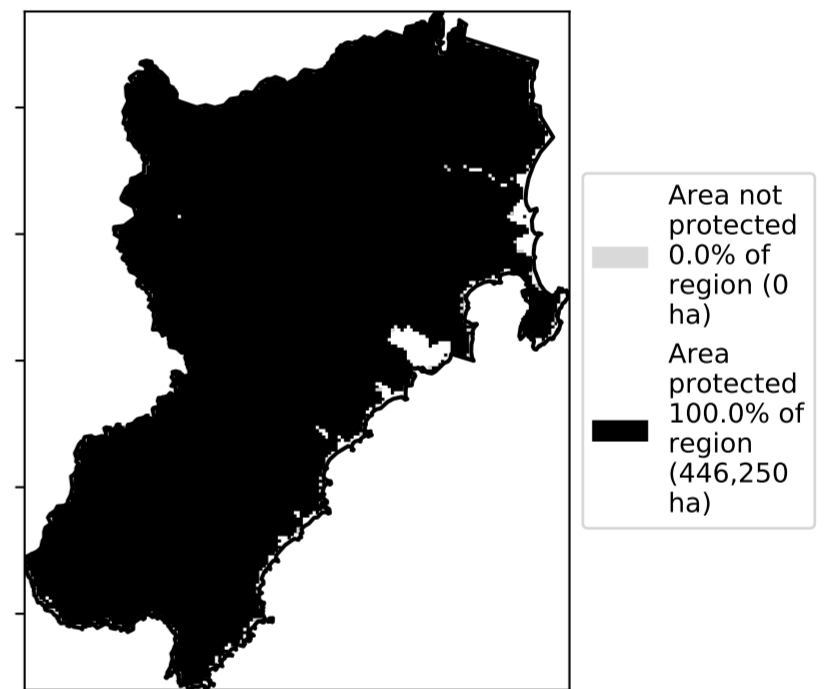 Area not
protected
0.0% of
region (0
ha)
Area
protected
100.0% of
region
(446,250
ha)